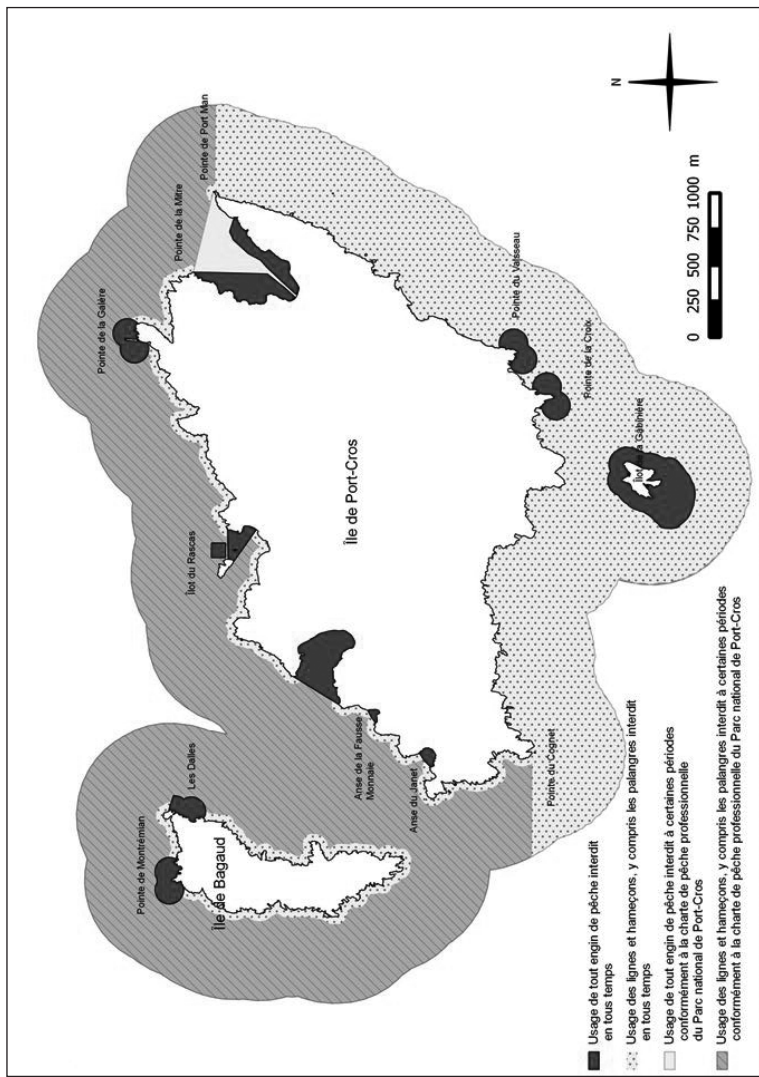 N
Pointe de Port Man
Pointe de la Mitre
Pointe de la Galère
Îlot du Rascas
Île de Port-Cros
Pointe du Vaisseau
Pointe de la Croix
Îlot de la Gabinière
Les Dalles
Pointe de Montrémian
Île de Bagaud
Anse de la Fausse
Monnaie
Anse du Janet
Pointe du Cognet
0 250 500 750 1000 m
Usage de tout engin de pêche interdit
en tous temps
Usage des lignes et hameçons, y compris les palangres interdit
en tous temps
Usage de tout engin de pêche interdit à certaines périodes
conformément à la charte de pêche professionnelle
du Parc national de Port-Cros
Usage des lignes et hameçons, y compris les palangres interdit à certaines périodes
conformément à la charte de pêche professionnelle du Parc national de Port-Cros